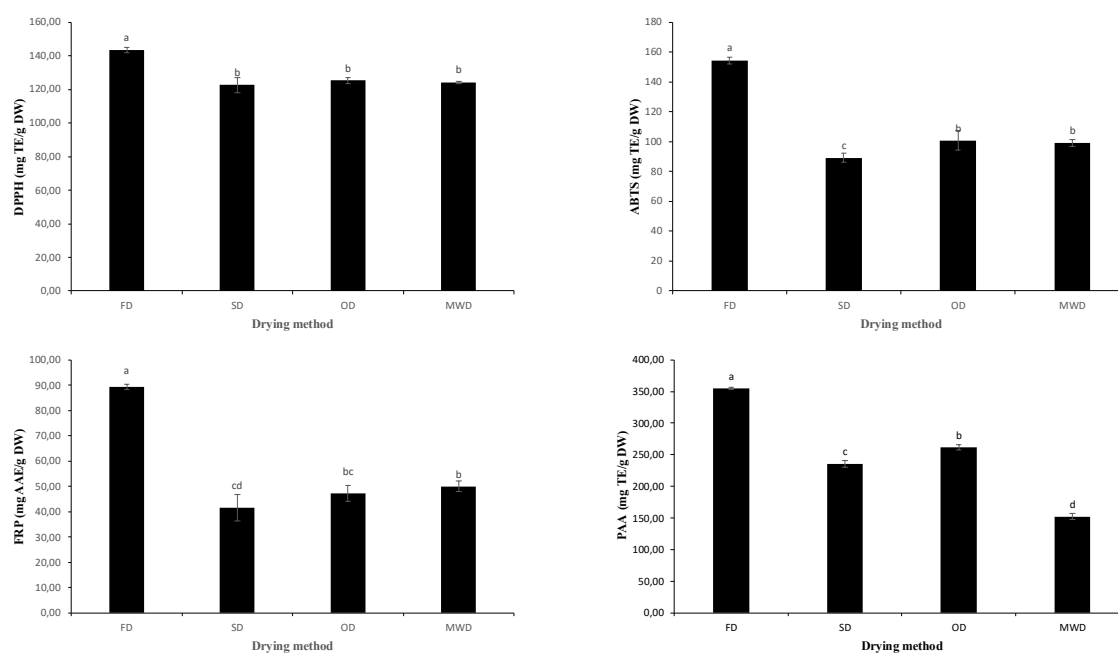 160,00
140,00
120,00
100,00
80,00
60,00
40,00
20,00
0,00
DPPH (mg TE/g DW)
a
b
b
b
FD SD OD MWD
Drying method
180
160
140
120
100
80
60
40
20
0
ABTS (mg TE/g DW)
a
c
b
b
FD SD OD MWD
Drying method
100,00
90,00
80,00
70,00
60,00
50,00
40,00
30,00
20,00
10,00
0,00
FRP (mg AAE/g DW)
a
cd
bc
b
FD SD OD MWD
Drying method
400,00
350,00
300,00
250,00
200,00
150,00
100,00
50,00
0,00
PAA (mg TE/g DW)
a
c
b
d
FD SD OD MWD
Drying method